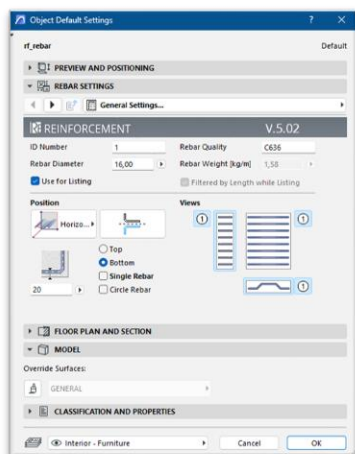 Object Default Settings ? ×
rf_rebar Default
PREVIEW AND POSITIONING
REBAR SETTINGS
General Settings...
REINFORCEMENT V.5.02
ID Number 1 Rebar Quality C636
Rebar Diameter 16,00 Rebar Weight [kg/m] 1,58
Use for Listing Filtered by Length while Listing
Position Views
Horizo... 1 1
Top
Bottom
Single Rebar 1
20 Circle Rebar
FLOOR PLAN AND SECTION
MODEL
Override Surfaces:
GENERAL
CLASSIFICATION AND PROPERTIES
Interior - Furniture Cancel OK